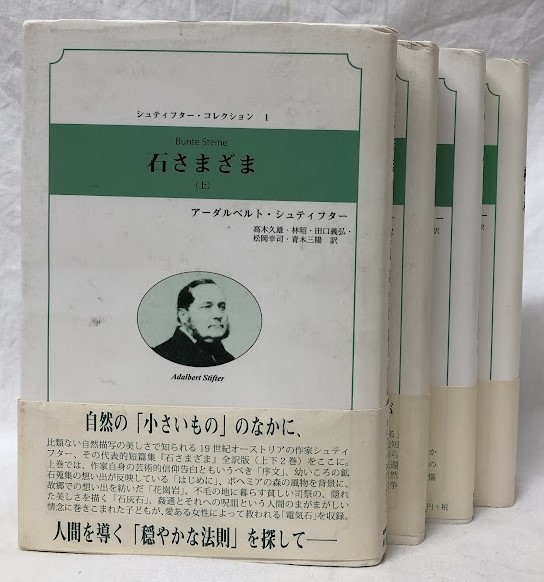 シュティフター・コレクション 1
Bunte Steine
石さまざま
（上）
アーダルベルト・シュティフター
高木久雄・林昭・田口義弘・
松岡幸司・青木三陽 訳
Adalbert Stifter
自然の「小さいもの」のなかに、
比類ない自然描写の美しさで知られる19世紀オーストリアの作家シュティ
フター、その代表的短篇集『石さまざま』全訳版（上下2巻）をここに。
上巻では、作家自身の芸術的信仰告白ともいうべき「序文」、幼いころの鉱
石蒐集の想い出が反映している「はじめに」、ボヘミアの森の風物を背景に、
故郷での想い出を紡いだ「花崗岩」、不毛の地に暮らす貧しい司祭の、隠れ
た美しさを描く「石灰石」、姦通とそれへの呪詛という人間のまがまがしい
情念に巻きこまれた子どもが、愛ある女性によって救われる「電気石」を収録。
人間を導く「穏やかな法則」を探して──
訳
訳
か
の
傷
円+税